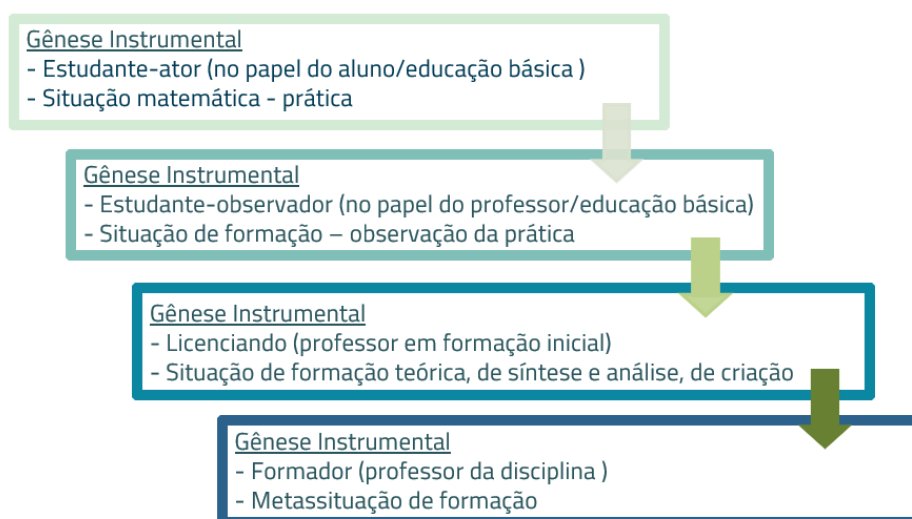 Gênese Instrumental
- Estudante-ator (no papel do aluno/educação básica )
- Situação matemática - prática
Gênese Instrumental
- Estudante-observador (no papel do professor/educação básica)
- Situação de formação – observação da prática
Gênese Instrumental
- Licenciando (professor em formação inicial)
- Situação de formação teórica, de síntese e análise, de criação
Gênese Instrumental
- Formador (professor da disciplina )
- Metassituação de formação